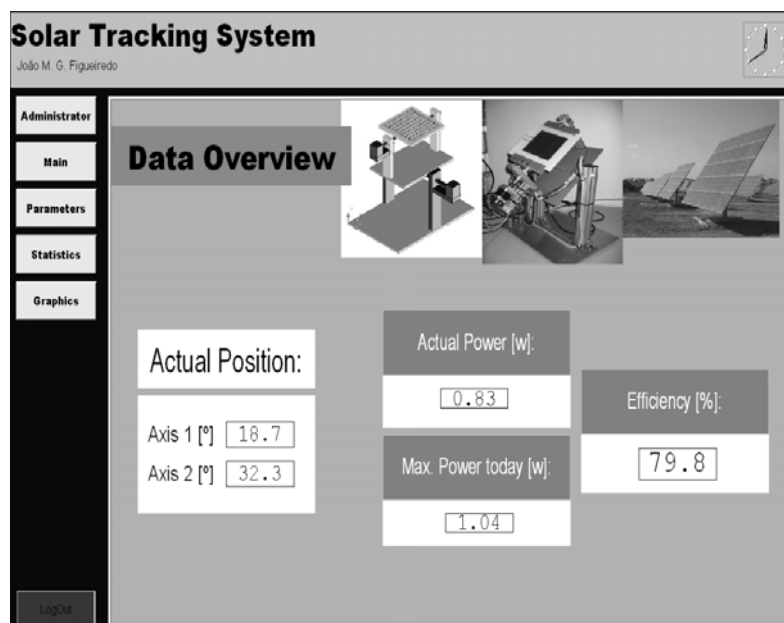 Solar Tracking System
João M. G. Figueiredo
Administrator
Main
Parameters
Statistics
Graphics
LogOut
Data Overview
Actual Position:
Axis 1 [º] 18.7
Axis 2 [º] 32.3
Actual Power [w]:
0.83
Max. Power today [w]:
1.04
Efficiency [%]:
79.8